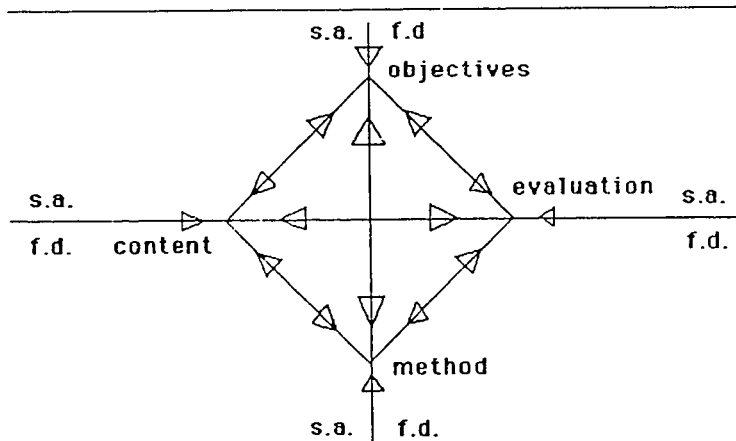 s.a. f.d
objectives
s.a. evaluation s.a.
f.d. content f.d.
method
s.a. f.d.